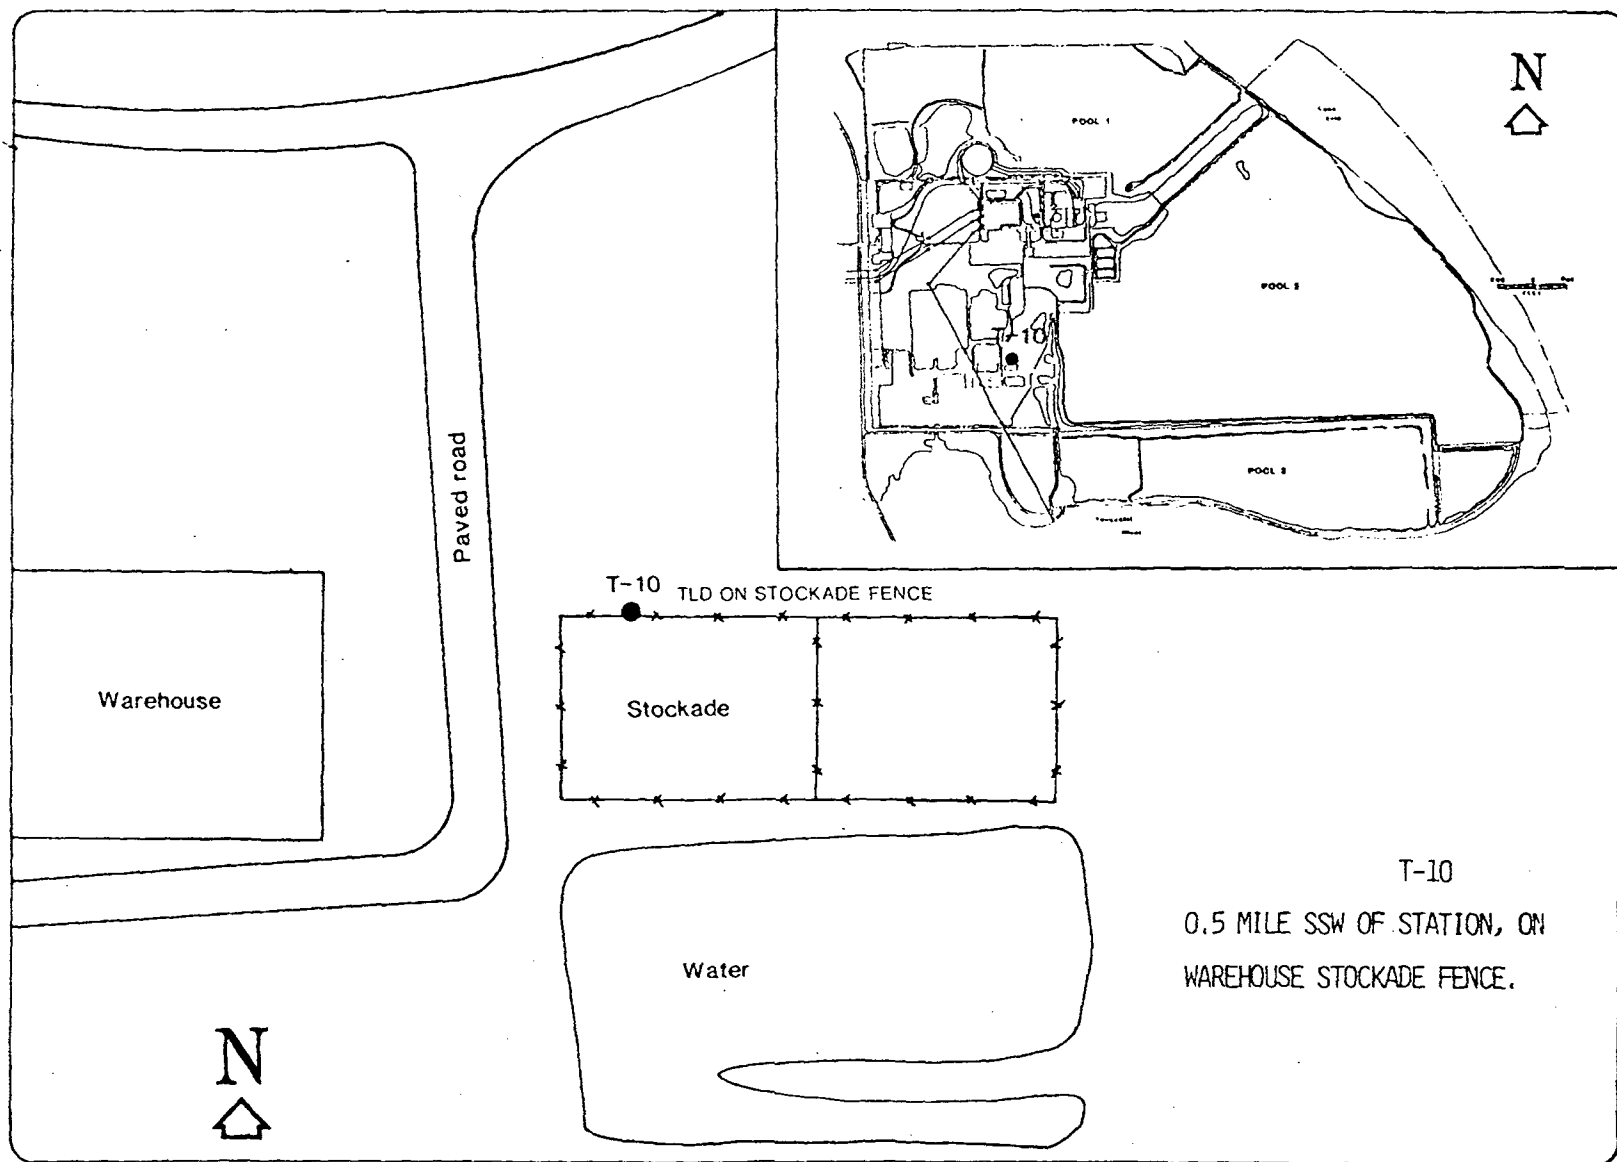 N
POOL 1
POOL 2
T-10
POOL 3
Paved road
T-10
TLD ON STOCKADE FENCE
Warehouse
Stockade
Water
T-10
0.5 MILE SSW OF STATION, ON
WAREHOUSE STOCKADE FENCE.
N